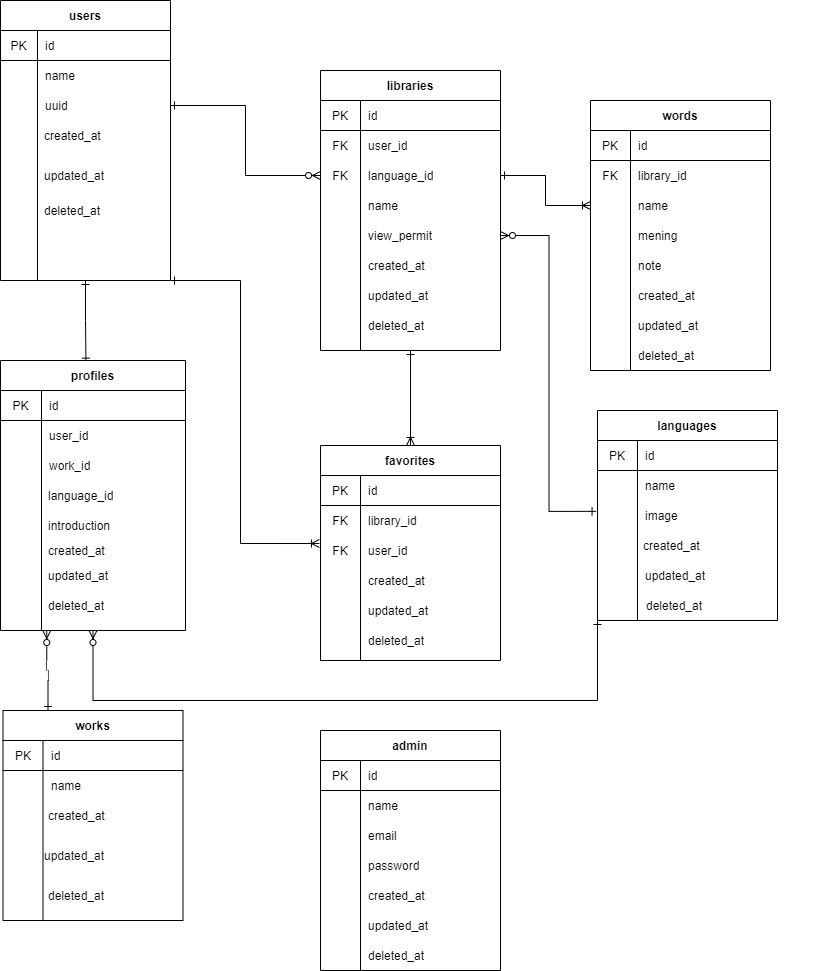 users
PK id
name
uuid
created_at
updated_at
deleted_at
libraries
PK id
FK user_id
FK language_id
name
view_permit
created_at
updated_at
deleted_at
words
PK id
FK library_id
name
mening
note
created_at
updated_at
deleted_at
profiles
PK id
user_id
work_id
language_id
introduction
created_at
updated_at
deleted_at
favorites
PK id
FK library_id
FK user_id
created_at
updated_at
deleted_at
languages
PK id
name
image
created_at
updated_at
deleted_at
works
PK id
name
created_at
updated_at
deleted_at
admin
PK id
name
email
password
created_at
updated_at
deleted_at